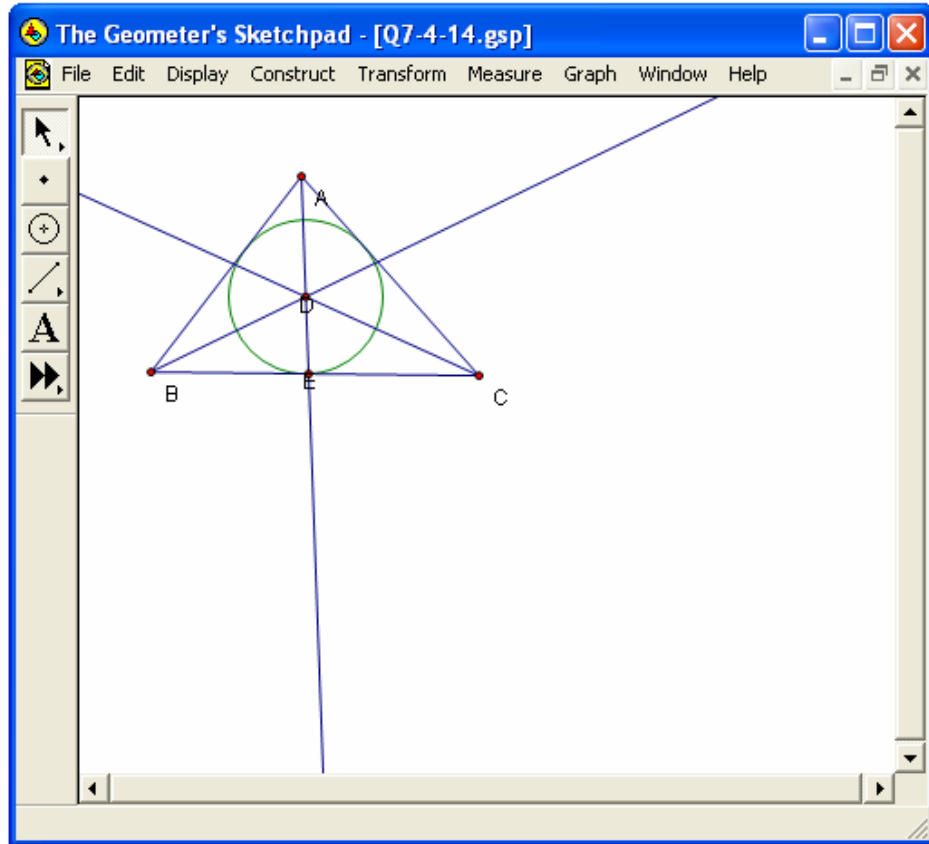 The Geometer's Sketchpad - [Q7-4-14.gsp]
File Edit Display Construct Transform Measure Graph Window Help
A
A
D
B
E
C